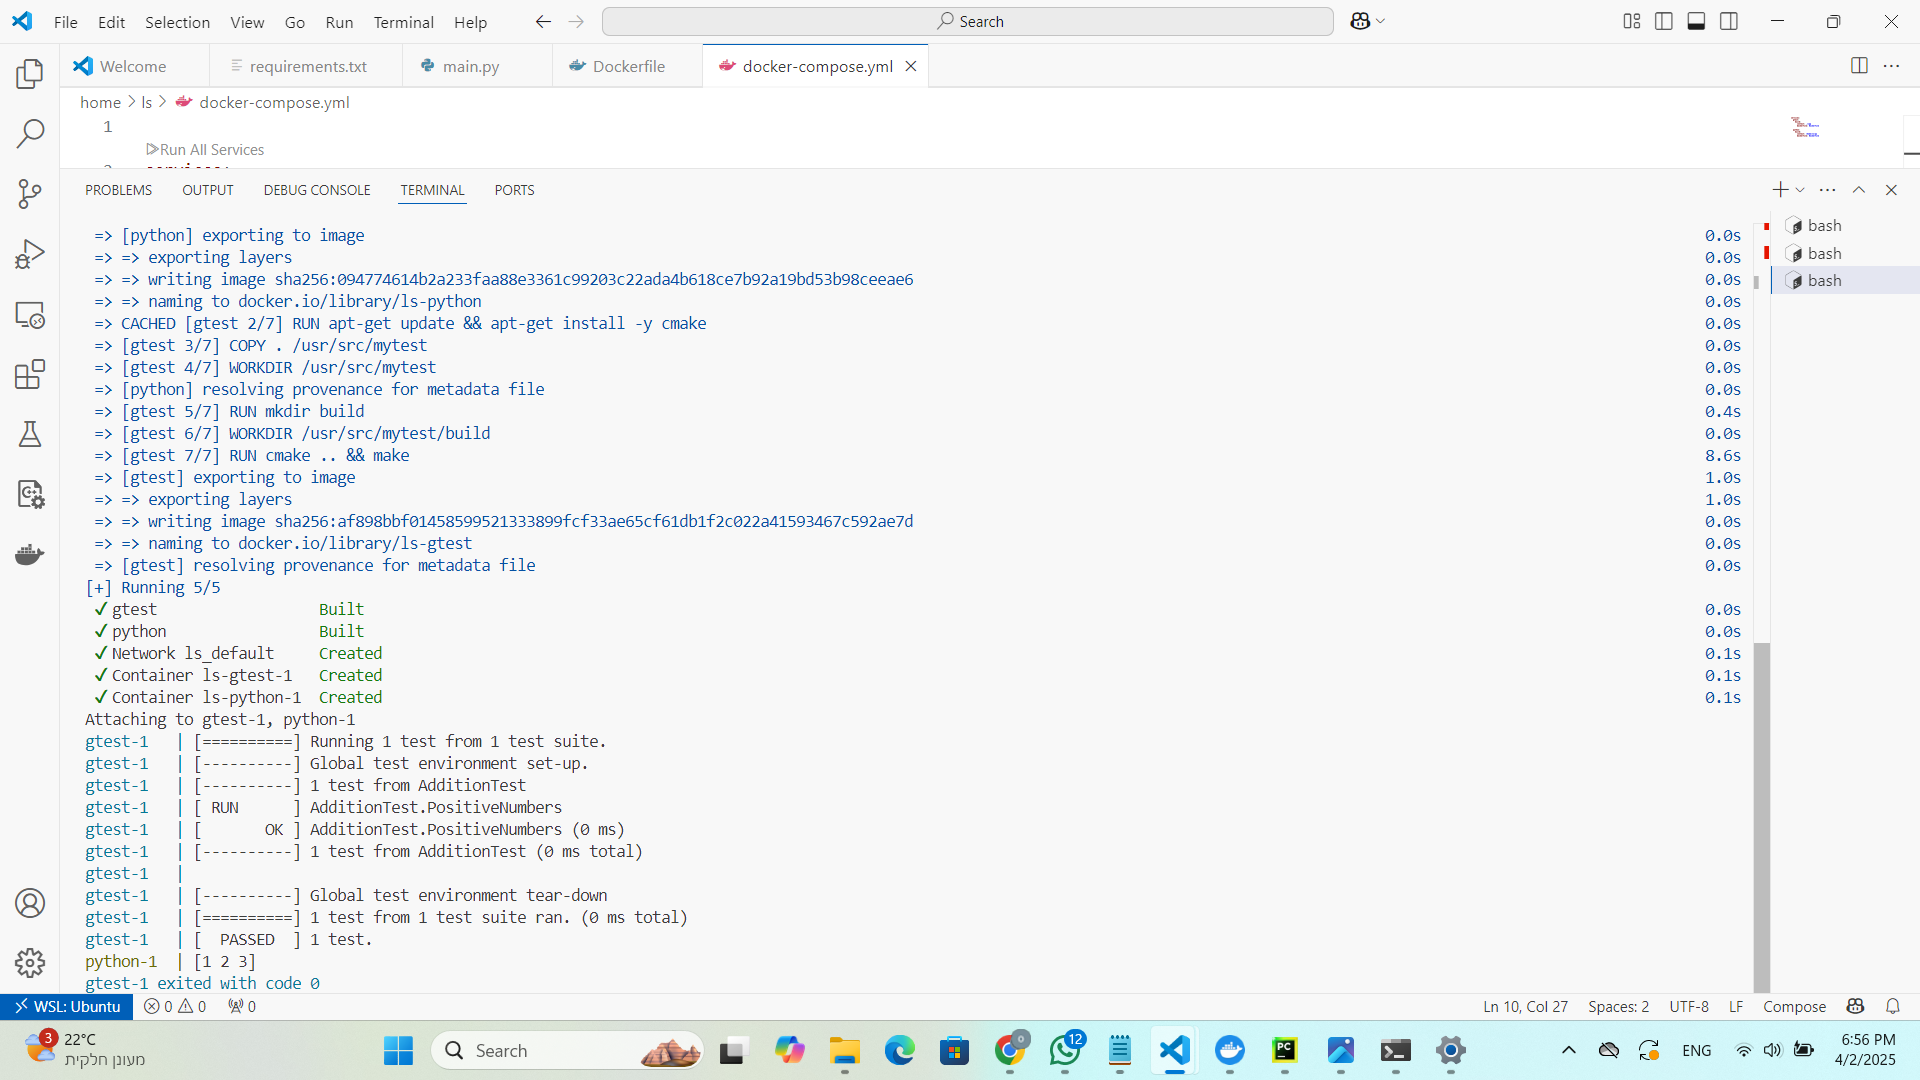 File Edit Selection View Go Run Terminal Help
Search
Welcome requirements.txt main.py Dockerfile docker-compose.yml
home > ls > docker-compose.yml
1
Run All Services
PROBLEMS OUTPUT DEBUG CONSOLE TERMINAL PORTS
=> [python] exporting to image 0.0s
=> => exporting layers 0.0s
=> => writing image sha256:094774614b2a233faa88e3361c99203c22ada4b618ce7b92a19bd53b98ceeae6 0.0s
=> => naming to docker.io/library/ls-python 0.0s
=> CACHED [gtest 2/7] RUN apt-get update && apt-get install -y cmake 0.0s
=> [gtest 3/7] COPY . /usr/src/mytest 0.0s
=> [gtest 4/7] WORKDIR /usr/src/mytest 0.0s
=> [python] resolving provenance for metadata file 0.0s
=> [gtest 5/7] RUN mkdir build 0.4s
=> [gtest 6/7] WORKDIR /usr/src/mytest/build 0.0s
=> [gtest 7/7] RUN cmake .. && make 8.6s
=> [gtest] exporting to image 1.0s
=> => exporting layers 1.0s
=> => writing image sha256:af898bbf01458599521333899fcf33ae65cf61db1f2c022a41593467c592ae7d 0.0s
=> => naming to docker.io/library/ls-gtest 0.0s
=> [gtest] resolving provenance for metadata file 0.0s
[+] Running 5/5
✓ gtest Built 0.0s
✓ python Built 0.0s
✓ Network ls_default Created 0.1s
✓ Container ls-gtest-1 Created 0.1s
✓ Container ls-python-1 Created 0.1s
Attaching to gtest-1, python-1
gtest-1 | [==========] Running 1 test from 1 test suite.
gtest-1 | [----------] Global test environment set-up.
gtest-1 | [----------] 1 test from AdditionTest
gtest-1 | [ RUN      ] AdditionTest.PositiveNumbers
gtest-1 | [       OK ] AdditionTest.PositiveNumbers (0 ms)
gtest-1 | [----------] 1 test from AdditionTest (0 ms total)
gtest-1 |
gtest-1 | [----------] Global test environment tear-down
gtest-1 | [==========] 1 test from 1 test suite ran. (0 ms total)
gtest-1 | [  PASSED  ] 1 test.
python-1 | [1 2 3]
gtest-1 exited with code 0
bash
bash
bash
WSL: Ubuntu 0 0 0 Ln 10, Col 27 Spaces: 2 UTF-8 LF Compose
3 22°C
מעונן חלקית
Search
12
PC
ENG
6:56 PM
4/2/2025